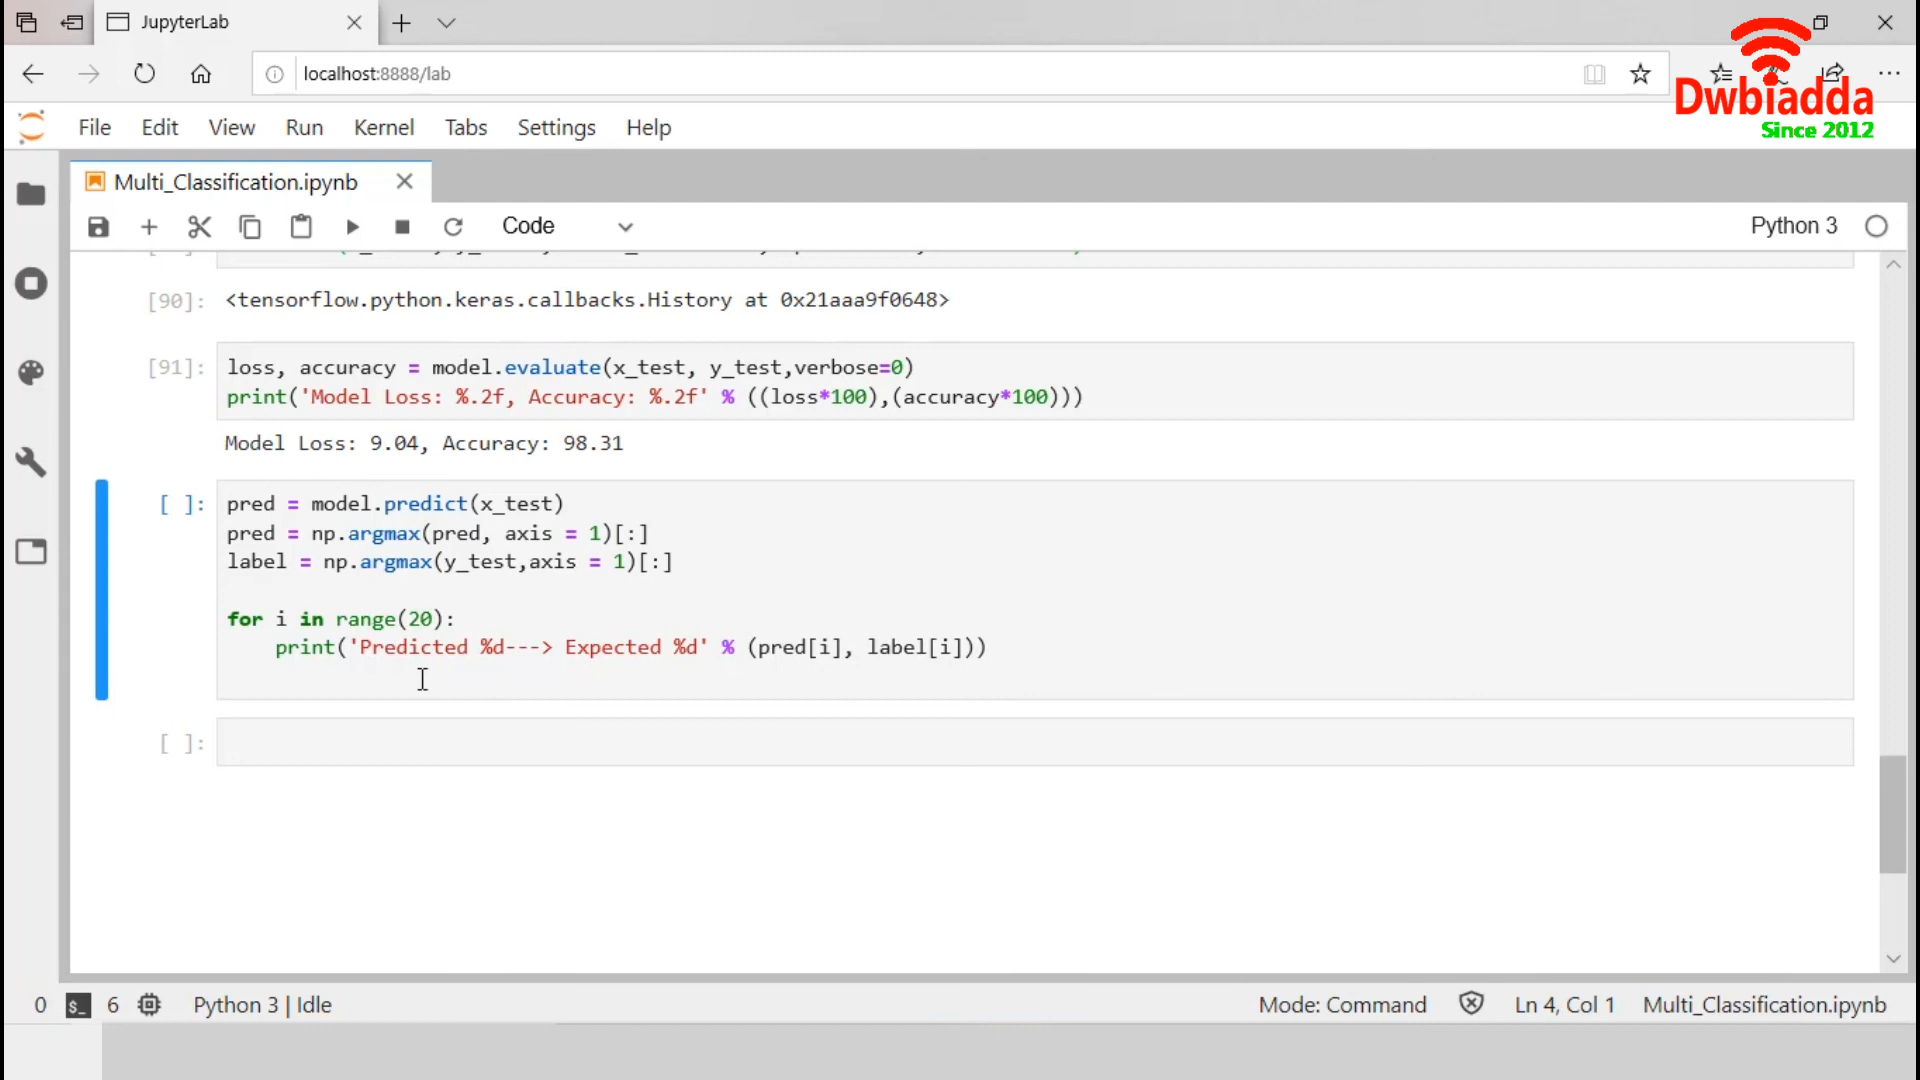 JupyterLab
localhost:8888/lab
Dwbiadda
Since 2012
File Edit View Run Kernel Tabs Settings Help
Multi_Classification.ipynb
Code
Python 3
[90]: <tensorflow.python.keras.callbacks.History at 0x21aaa9f0648>
[91]: loss, accuracy = model.evaluate(x_test, y_test,verbose=0)
print('Model Loss: %.2f, Accuracy: %.2f' % ((loss*100),(accuracy*100)))
Model Loss: 9.04, Accuracy: 98.31
[ ]: pred = model.predict(x_test)
pred = np.argmax(pred, axis = 1)[:]
label = np.argmax(y_test,axis = 1)[:]
for i in range(20):
print('Predicted %d---> Expected %d' % (pred[i], label[i]))
[ ]:
0 $_ 6 Python 3 | Idle Mode: Command Ln 4, Col 1 Multi_Classification.ipynb